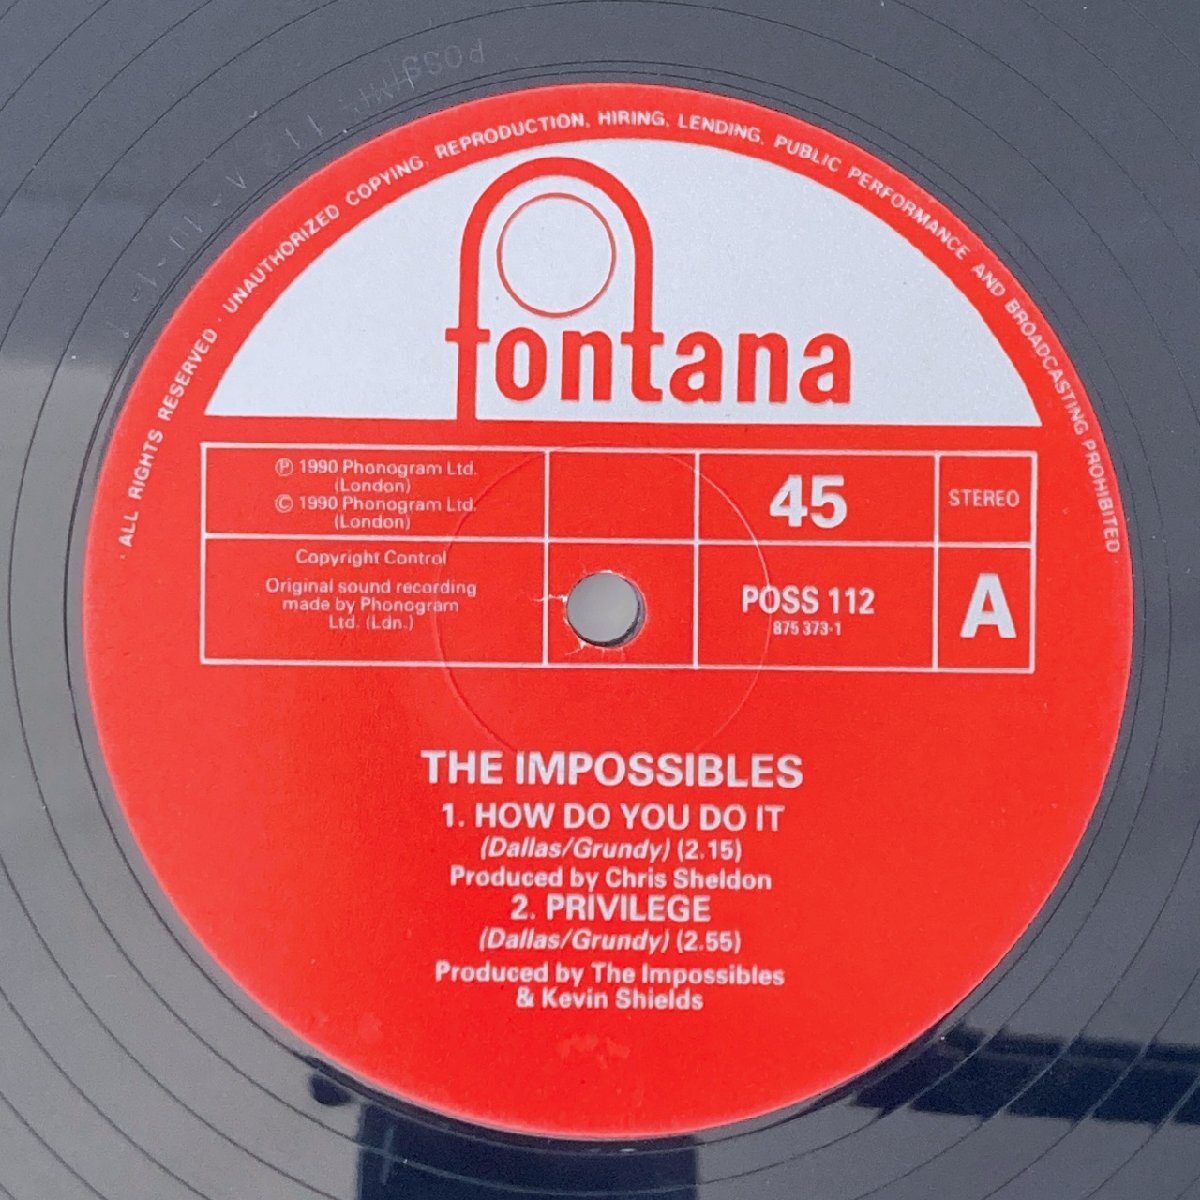 · ALL RIGHTS RESERVED · UNAUTHORIZED COPYING, REPRODUCTION, HIRING, LENDING, PUBLIC PERFORMANCE AND BROADCASTING PROHIBITED
fontana
℗ 1990 Phonogram Ltd.
(London)
© 1990 Phonogram Ltd.
(London)
45
STEREO
Copyright Control
Original sound recording
made by Phonogram
Ltd. (Ldn.)
POSS 112
875 373-1
A
THE IMPOSSIBLES
1. HOW DO YOU DO IT
(Dallas/Grundy) (2.15)
Produced by Chris Sheldon
2. PRIVILEGE
(Dallas/Grundy) (2.55)
Produced by The Impossibles
& Kevin Shields